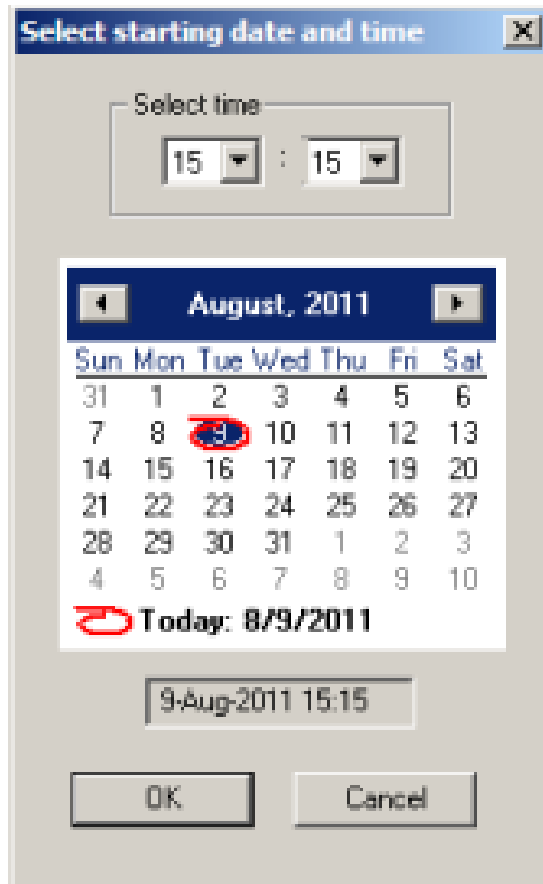 Select starting date and time
Select time
15 : 15
August, 2011
Sun Mon Tue Wed Thu Fri Sat
31 1 2 3 4 5 6
7 8 9 10 11 12 13
14 15 16 17 18 19 20
21 22 23 24 25 26 27
28 29 30 31 1 2 3
4 5 6 7 8 9 10
Today: 8/9/2011
9-Aug-2011 15:15
OK Cancel